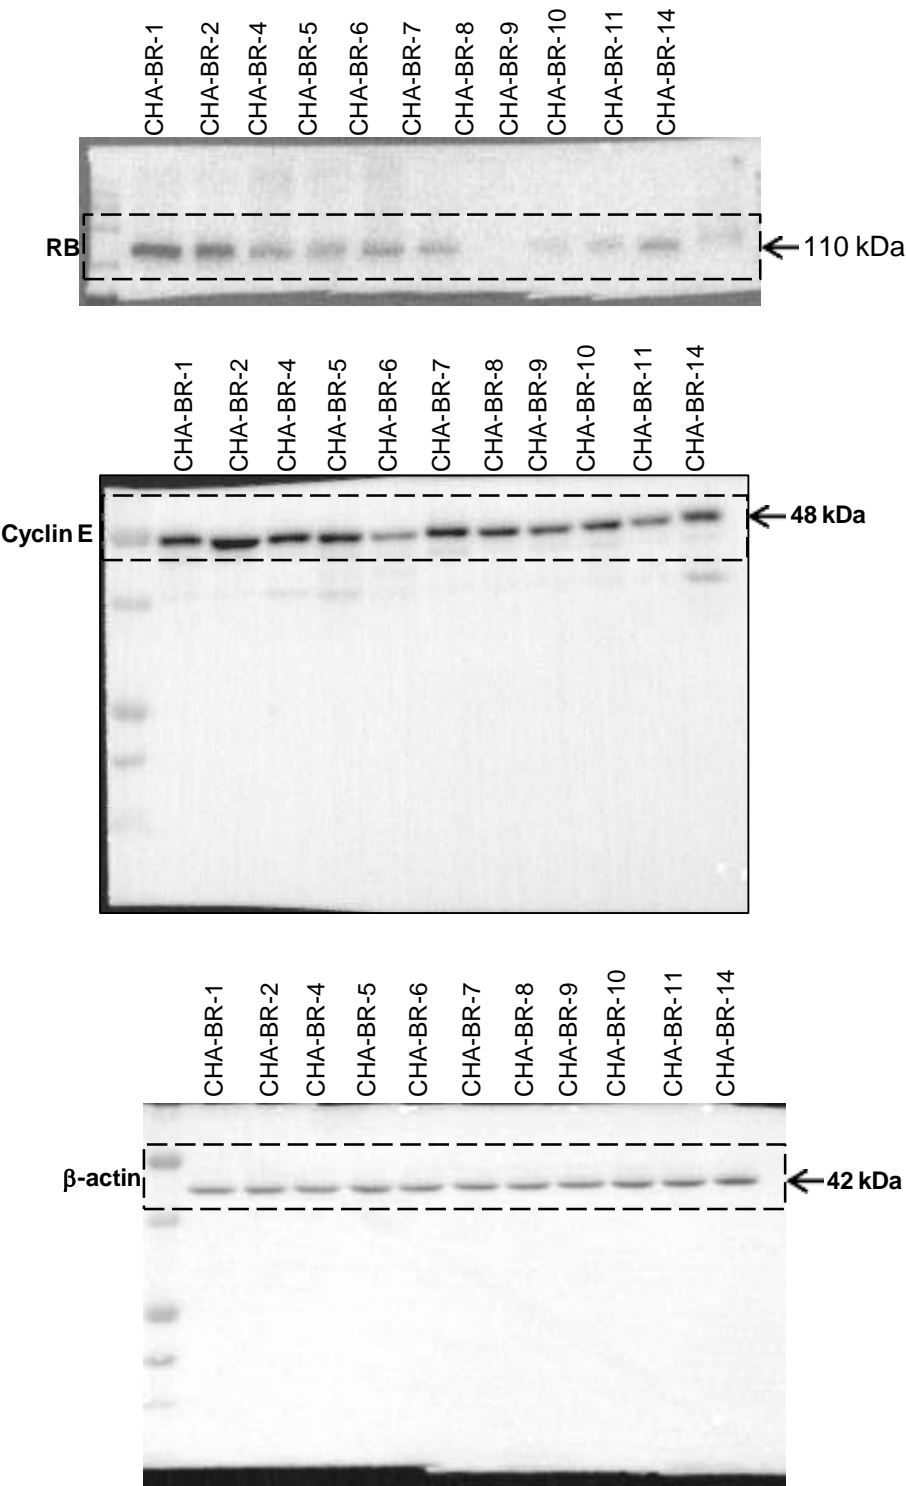 CHA-BR-1
CHA-BR-2
CHA-BR-4
CHA-BR-5
CHA-BR-6
CHA-BR-7
CHA-BR-8
CHA-BR-9
CHA-BR-10
CHA-BR-11
CHA-BR-14
RB
110 kDa
CHA-BR-1
CHA-BR-2
CHA-BR-4
CHA-BR-5
CHA-BR-6
CHA-BR-7
CHA-BR-8
CHA-BR-9
CHA-BR-10
CHA-BR-11
CHA-BR-14
Cyclin E
48 kDa
CHA-BR-1
CHA-BR-2
CHA-BR-4
CHA-BR-5
CHA-BR-6
CHA-BR-7
CHA-BR-8
CHA-BR-9
CHA-BR-10
CHA-BR-11
CHA-BR-14
β-actin
42 kDa